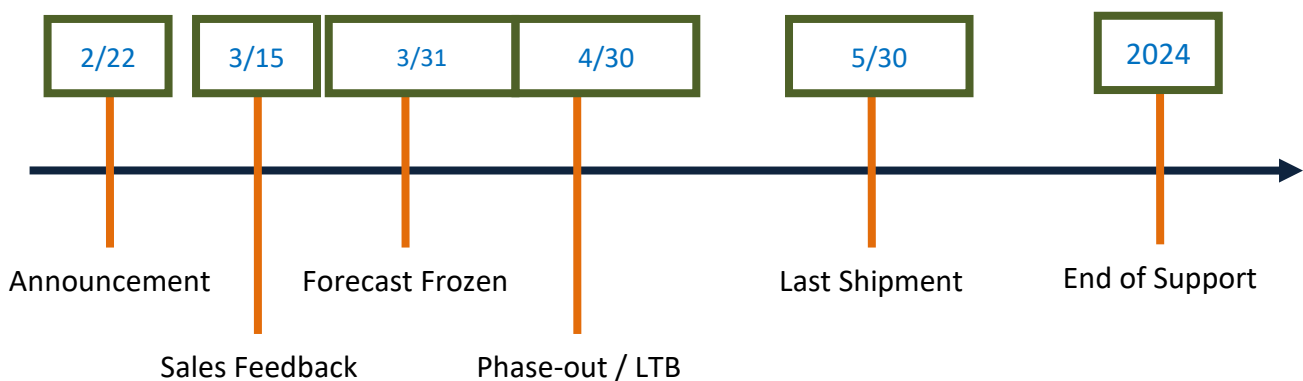 2/22
3/15
3/31
4/30
5/30
2024
Announcement
Forecast Frozen
Last Shipment
End of Support
Sales Feedback
Phase-out / LTB